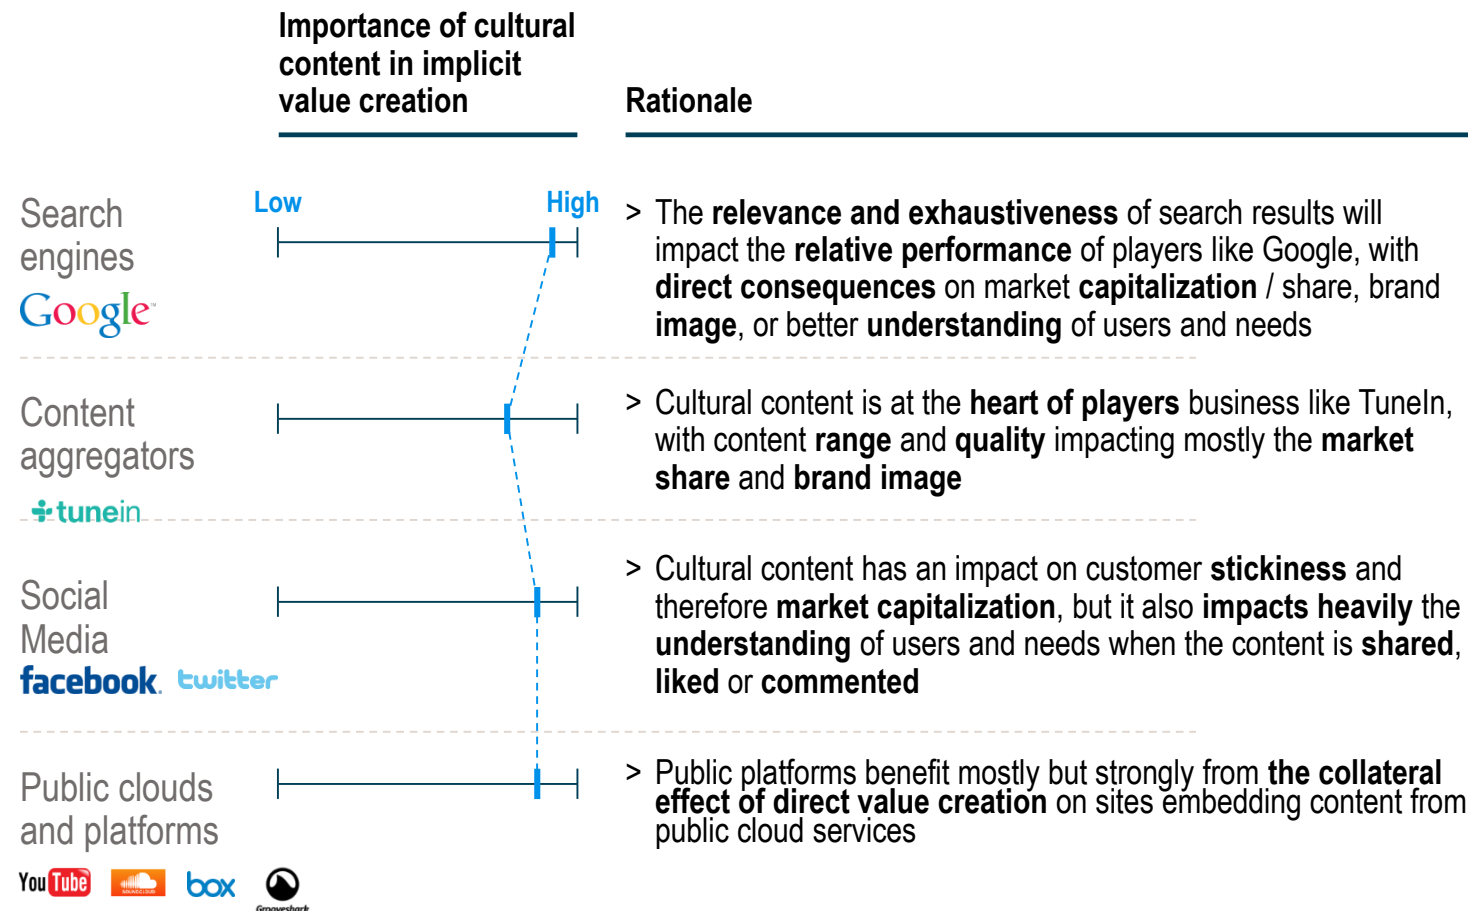 Importance of cultural
content in implicit
value creation
Rationale
Search
engines
Google™
Low
High
> The relevance and exhaustiveness of search results will
impact the relative performance of players like Google, with
direct consequences on market capitalization / share, brand
image, or better understanding of users and needs
Content
aggregators
tunein
> Cultural content is at the heart of players business like TuneIn,
with content range and quality impacting mostly the market
share and brand image
Social
Media
facebook. twitter
> Cultural content has an impact on customer stickiness and
therefore market capitalization, but it also impacts heavily the
understanding of users and needs when the content is shared,
liked or commented
Public clouds
and platforms
YouTube SOUNDCLOUD box Grooveshark
> Public platforms benefit mostly but strongly from the collateral
effect of direct value creation on sites embedding content from
public cloud services